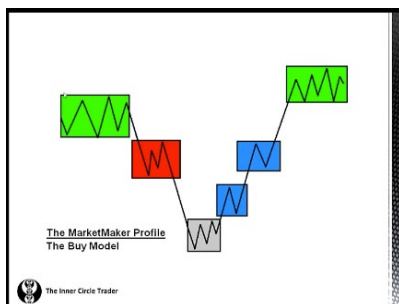 The MarketMaker Profile
The Buy Model
The Inner Circle Trader